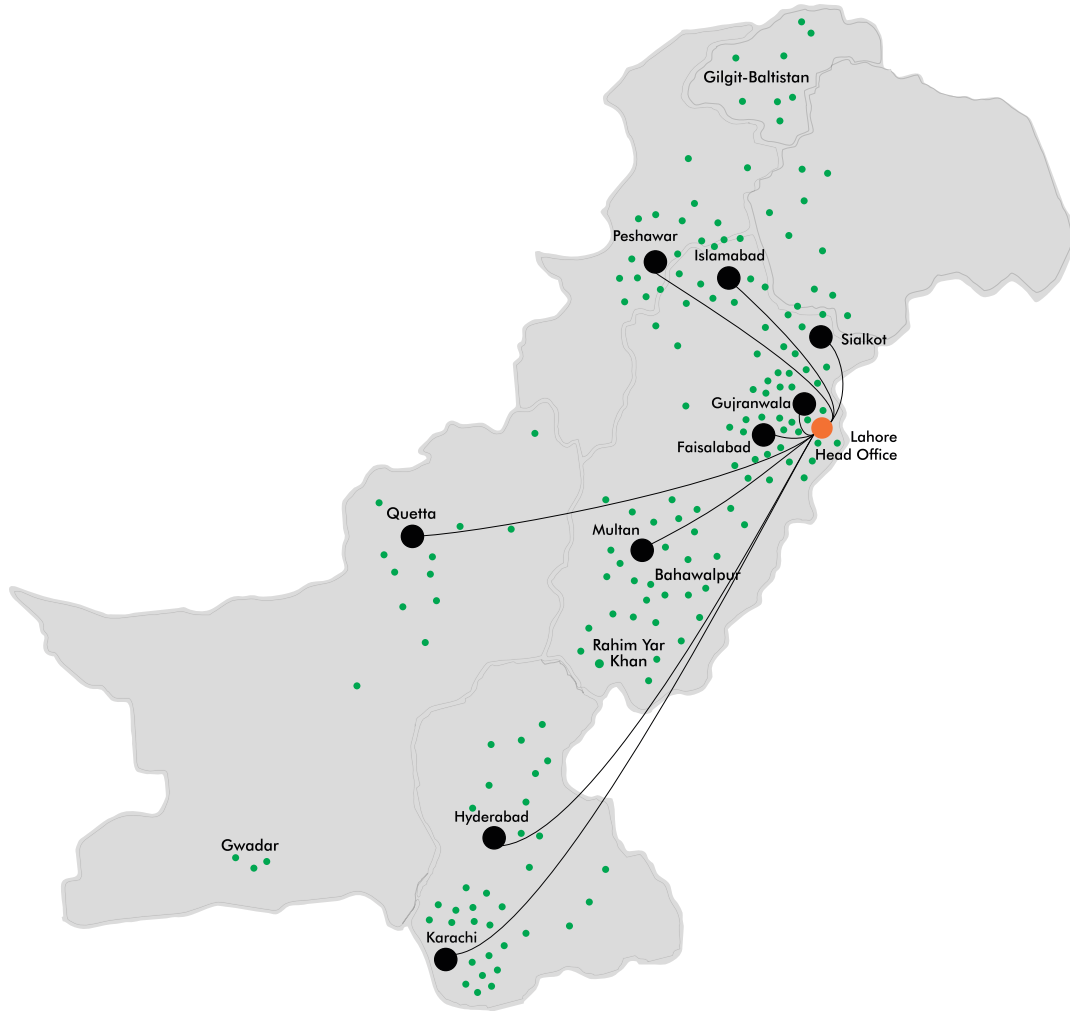 Gilgit-Baltistan
Peshawar
Islamabad
Sialkot
Gujranwala
Lahore
Head Office
Faisalabad
Quetta
Multan
Bahawalpur
Rahim Yar
Khan
Hyderabad
Gwadar
Karachi